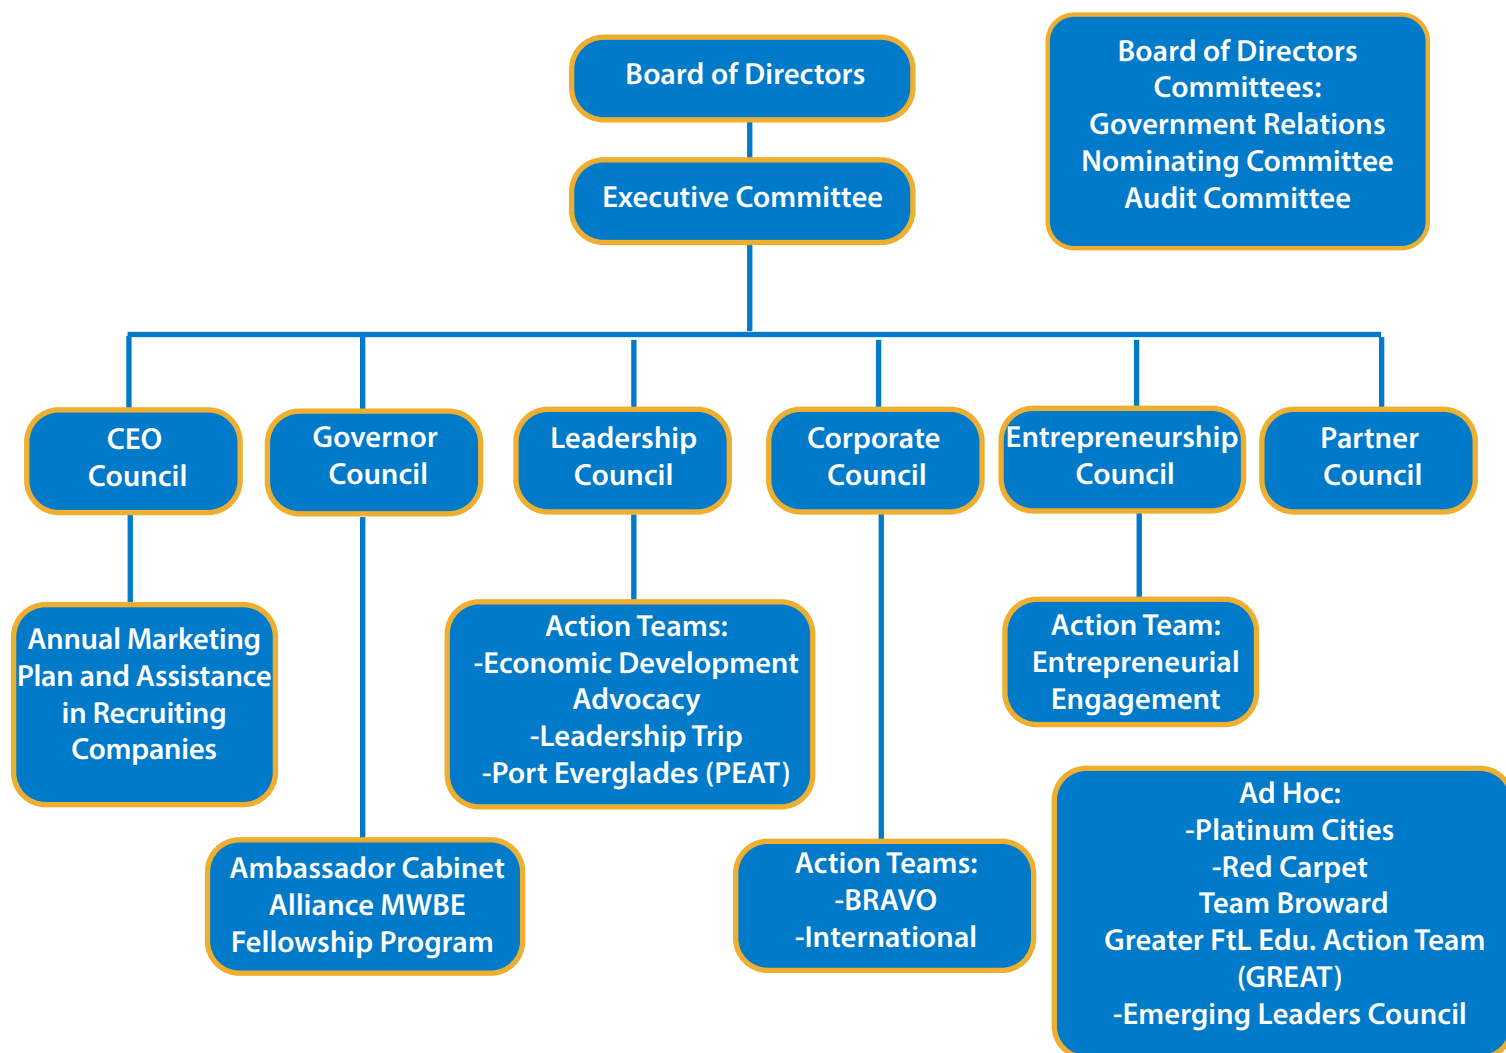 Board of Directors
Executive Committee
Board of Directors
Committees:
Government Relations
Nominating Committee
Audit Committee
CEO
Council
Governor
Council
Leadership
Council
Corporate
Council
Entrepreneurship
Council
Partner
Council
Annual Marketing
Plan and Assistance
in Recruiting
Companies
Action Teams:
-Economic Development
Advocacy
-Leadership Trip
-Port Everglades (PEAT)
Action Team:
Entrepreneurial
Engagement
Ambassador Cabinet
Alliance MWBE
Fellowship Program
Action Teams:
-BRAVO
-International
Ad Hoc:
-Platinum Cities
-Red Carpet
Team Broward
Greater FtL Edu. Action Team
(GREAT)
-Emerging Leaders Council